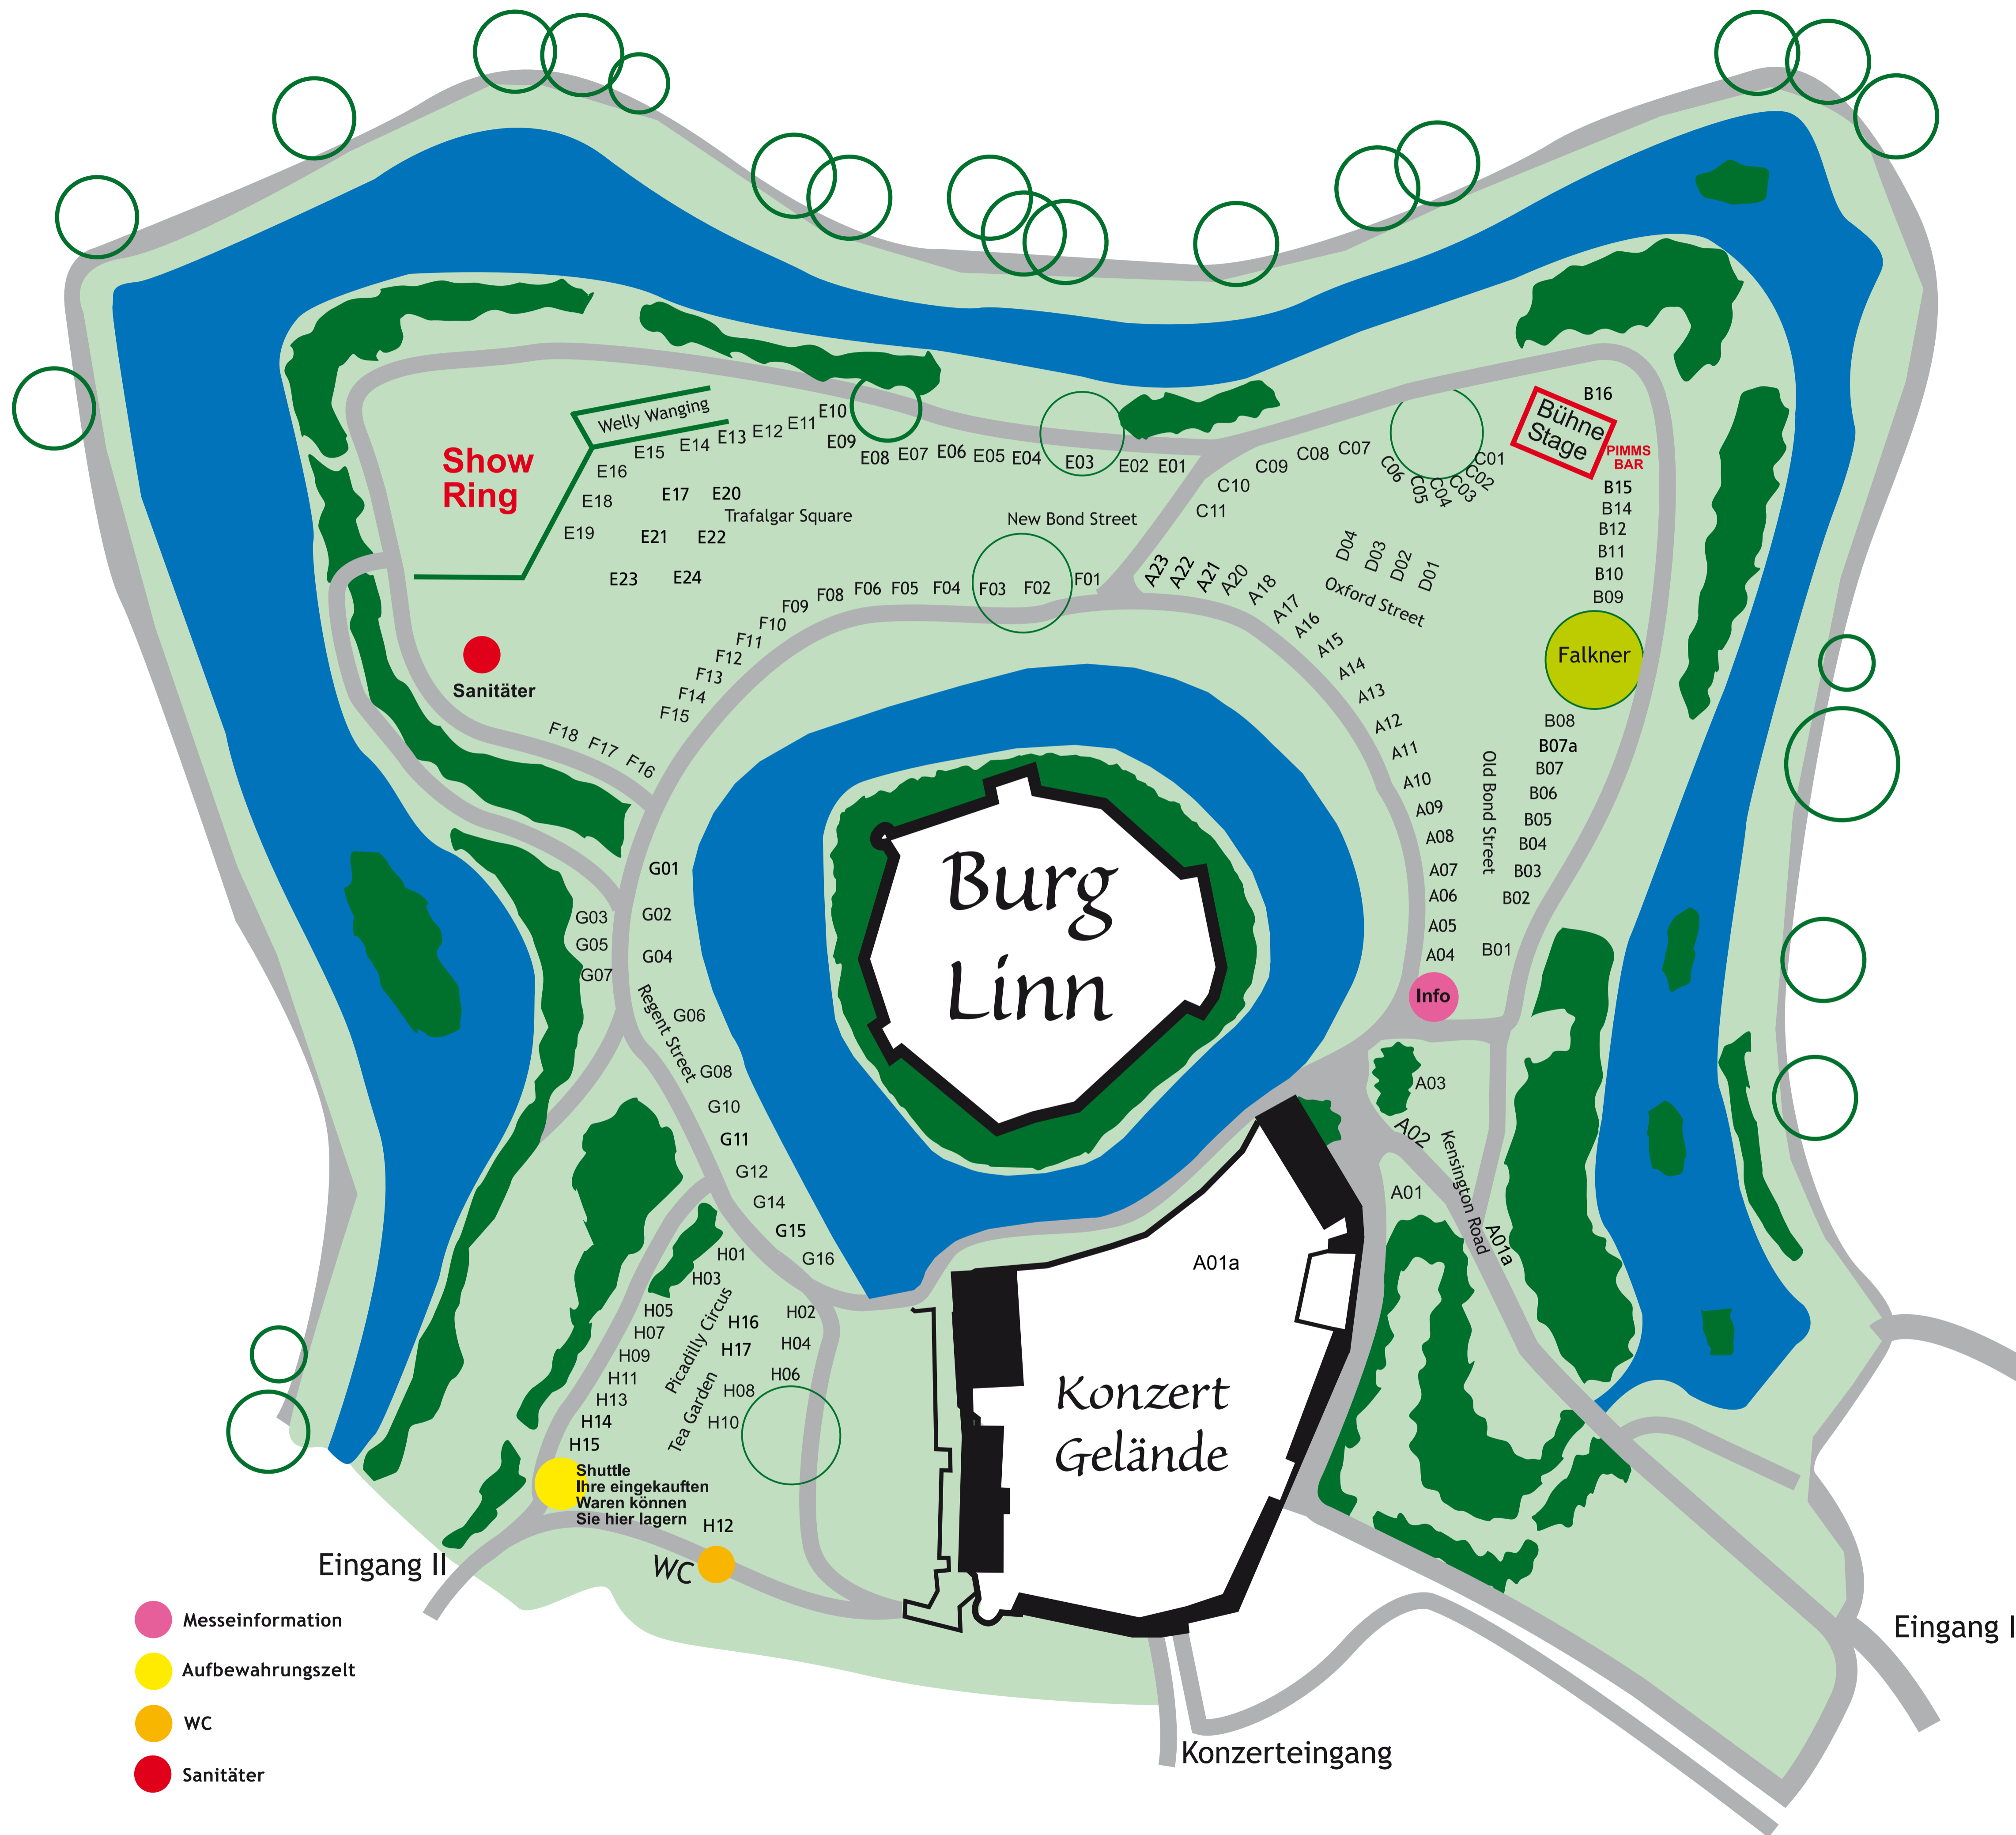 B16
Welly Wanging
Bühne
Stage
E10
E11
E12
E13
E14
E15
E16
E09
E08
E07
E06
E05
E04
E03
E02
E01
C09
C08
C07
C10
C11
C06
C05
C04
C03
C02
C01
PIMMS
BAR
Show
Ring
E18
E17
E20
E19
E21
E22
E23
E24
Trafalgar Square
New Bond Street
B15
B14
B12
B11
B10
B09
D04
D03
D02
D01
Oxford Street
A23
A22
A21
A20
A18
A17
A16
A15
A14
A13
A12
A11
A10
A09
A08
A07
A06
A05
A04
F01
F02
F03
F04
F05
F06
F08
F09
F10
F11
F12
F13
F14
F15
F16
F17
F18
Sanitäter
Falkner
B08
B07a
B07
B06
B05
B04
B03
B02
B01
Old Bond Street
Info
Burg
Linn
G01
G03
G02
G05
G04
G07
G06
Regent Street
G08
G10
G11
G12
G14
G15
G16
A03
A02
A01
Kensington Road
A01a
A01a
H01
H03
H05
H07
H09
H11
H13
H14
H15
Picadilly Circus
Tea Garden
H16
H17
H02
H04
H06
H08
H10
Konzert
Gelände
Shuttle
Ihre eingekauften
Waren können
Sie hier lagern
H12
WC
Eingang II
Eingang I
Konzerteingang
Messeinformation
Aufbewahrungszelt
WC
Sanitäter